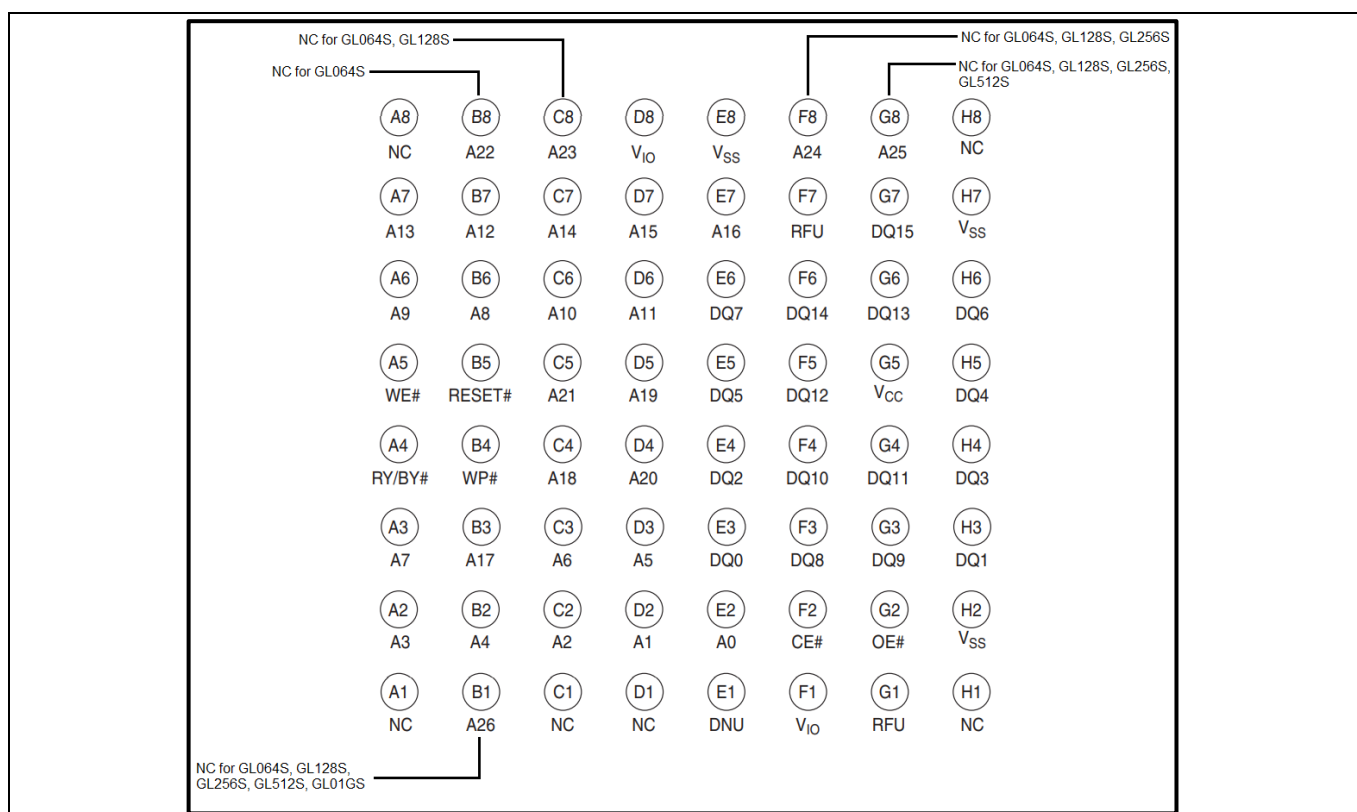 NC for GL064S, GL128S
NC for GL064S, GL128S, GL256S
NC for GL064S
NC for GL064S, GL128S, GL256S,
GL512S
A8 B8 C8 D8 E8 F8 G8 H8
NC A22 A23 VIO VSS A24 A25 NC
A7 B7 C7 D7 E7 F7 G7 H7
A13 A12 A14 A15 A16 RFU DQ15 VSS
A6 B6 C6 D6 E6 F6 G6 H6
A9 A8 A10 A11 DQ7 DQ14 DQ13 DQ6
A5 B5 C5 D5 E5 F5 G5 H5
WE# RESET# A21 A19 DQ5 DQ12 VCC DQ4
A4 B4 C4 D4 E4 F4 G4 H4
RY/BY# WP# A18 A20 DQ2 DQ10 DQ11 DQ3
A3 B3 C3 D3 E3 F3 G3 H3
A7 A17 A6 A5 DQ0 DQ8 DQ9 DQ1
A2 B2 C2 D2 E2 F2 G2 H2
A3 A4 A2 A1 A0 CE# OE# VSS
A1 B1 C1 D1 E1 F1 G1 H1
NC A26 NC NC DNU VIO RFU NC
NC for GL064S, GL128S,
GL256S, GL512S, GL01GS